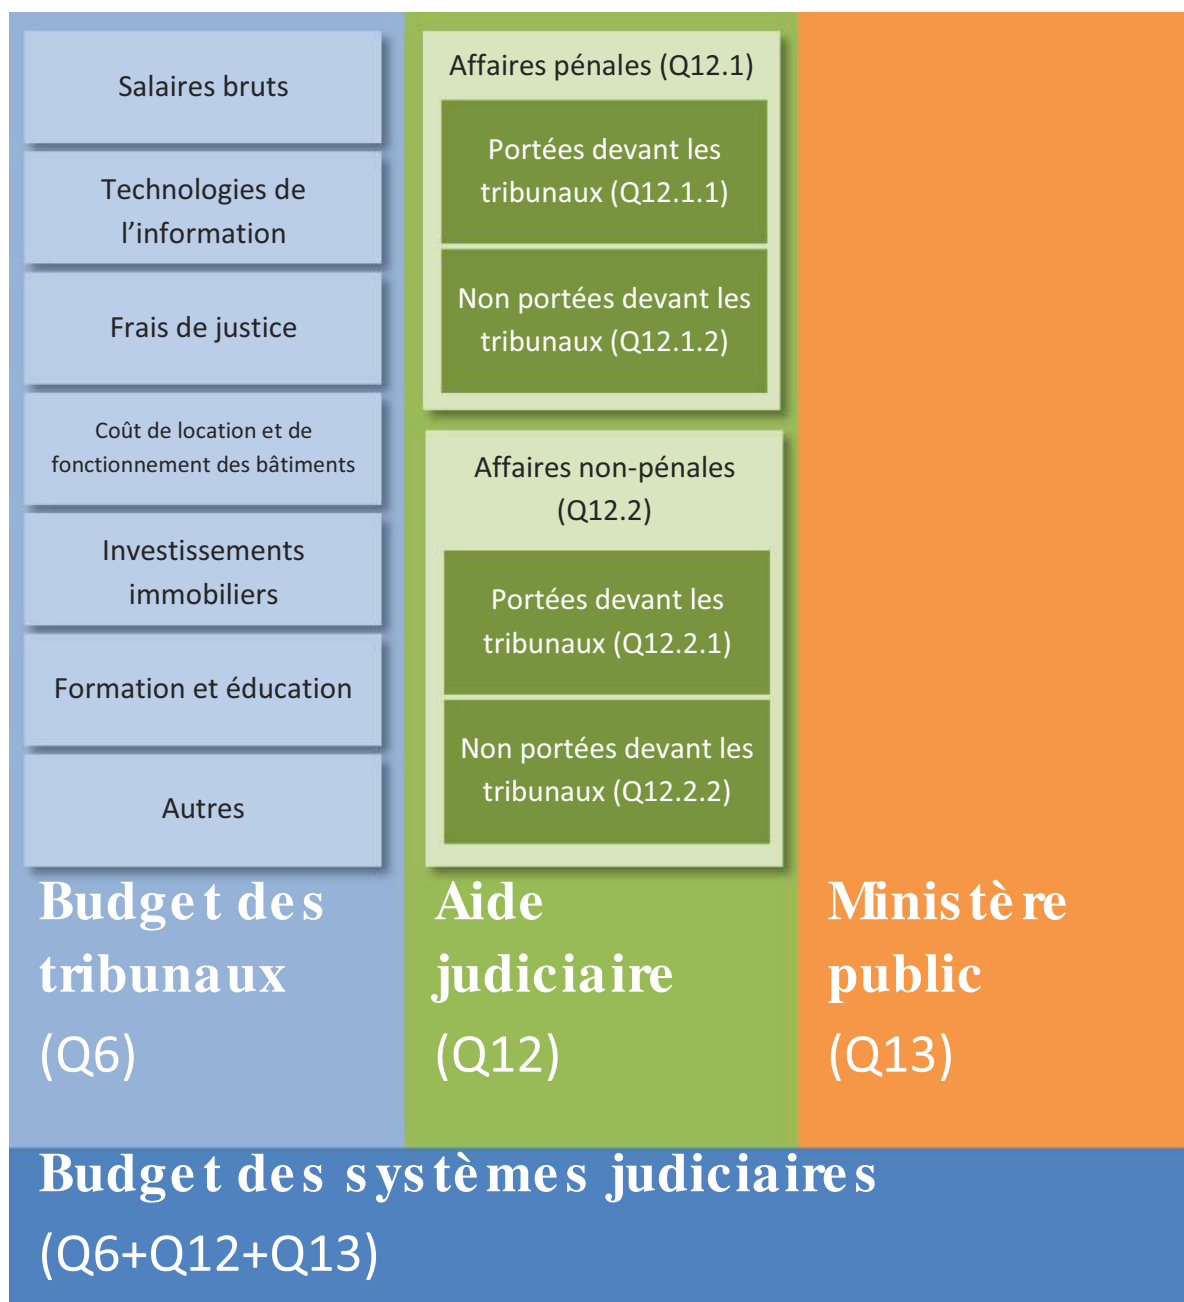 Salaires bruts
Technologies de
l’information
Frais de justice
Coût de location et de
fonctionnement des bâtiments
Investissements
immobiliers
Formation et éducation
Autres
Budget des
tribunaux
(Q6)
Affaires pénales (Q12.1)
Portées devant les
tribunaux (Q12.1.1)
Non portées devant les
tribunaux (Q12.1.2)
Affaires non-pénales
(Q12.2)
Portées devant les
tribunaux (Q12.2.1)
Non portées devant les
tribunaux (Q12.2.2)
Aide
judiciaire
(Q12)
Ministère
public
(Q13)
Budget des systèmes judiciaires
(Q6+Q12+Q13)